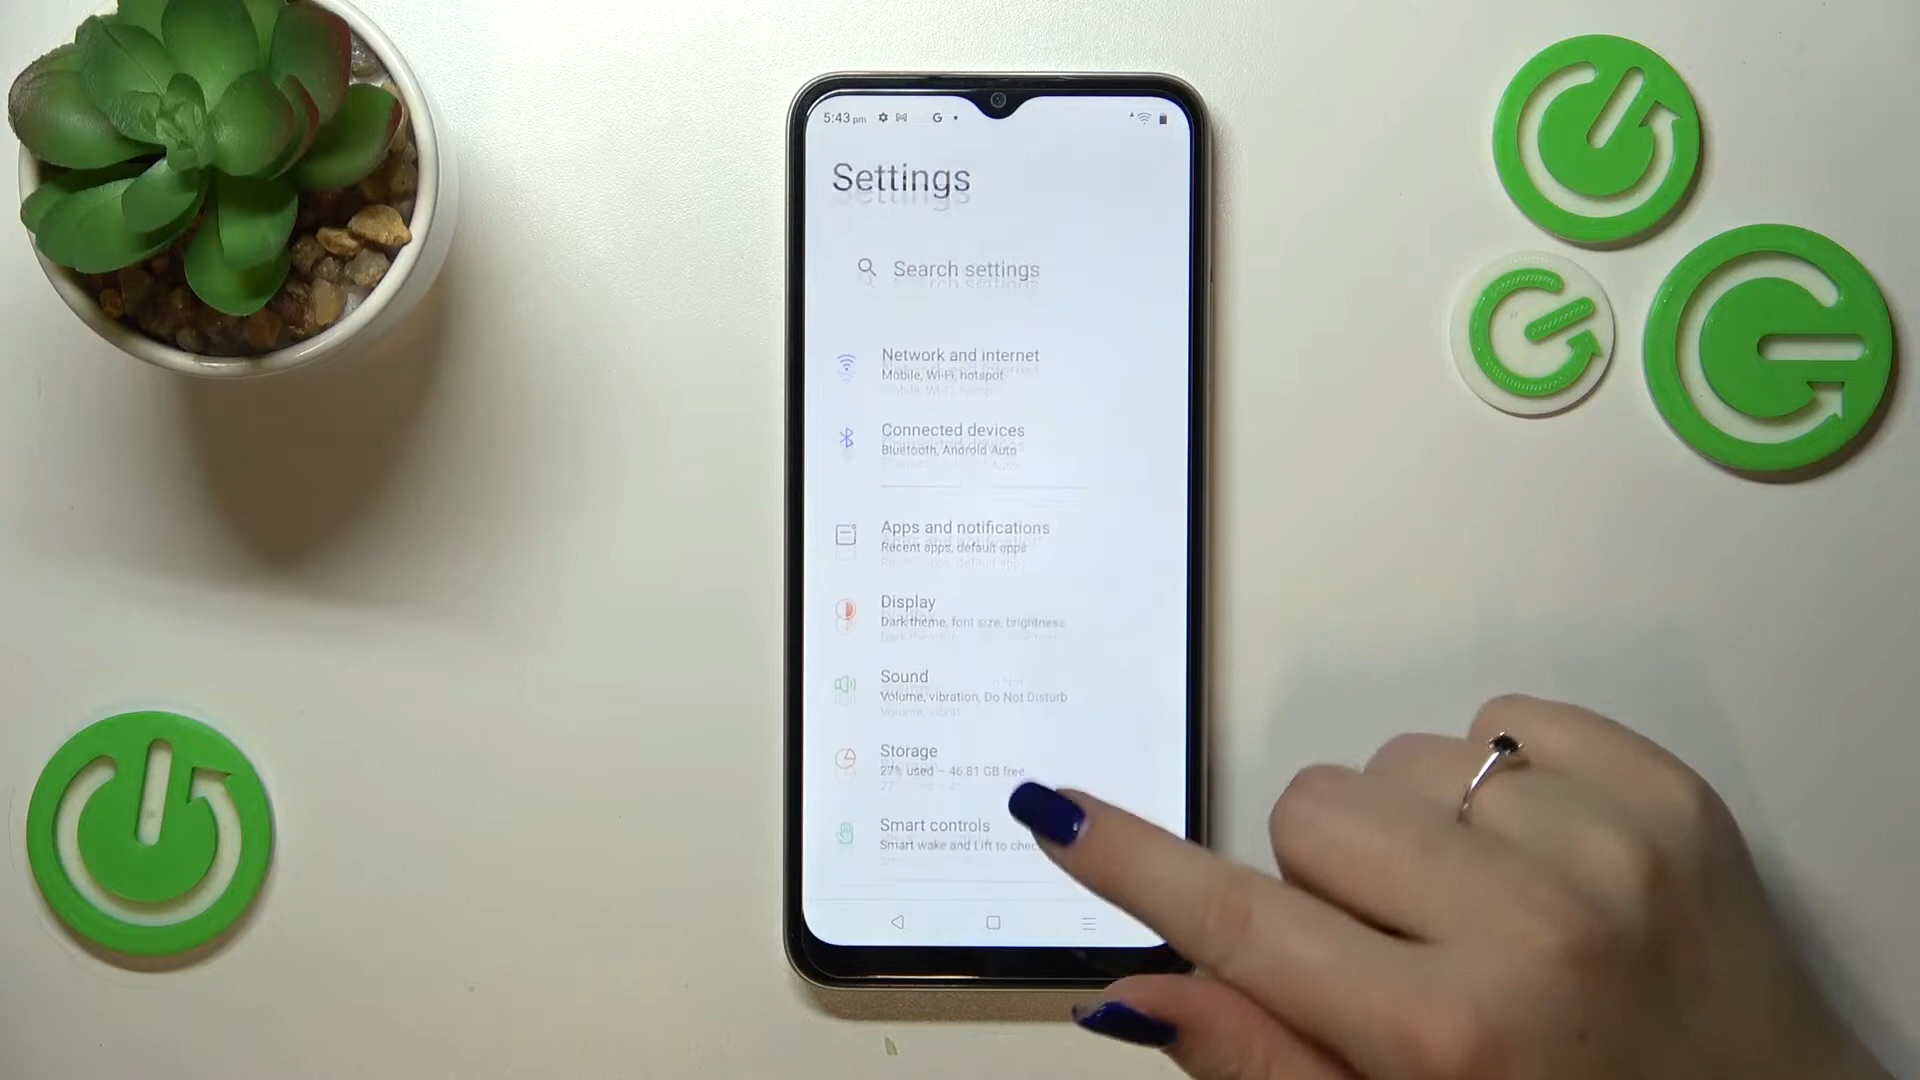 5:43 pm G
Settings
Search settings
Network and internet
Mobile, Wi-Fi, hotspot
Connected devices
Bluetooth, Android Auto
Apps and notifications
Recent apps, default apps
Display
Dark theme, font size, brightness
Sound
Volume, vibration, Do Not Disturb
Storage
27% used – 46.81 GB free
Smart controls
Smart wake and Lift to chec